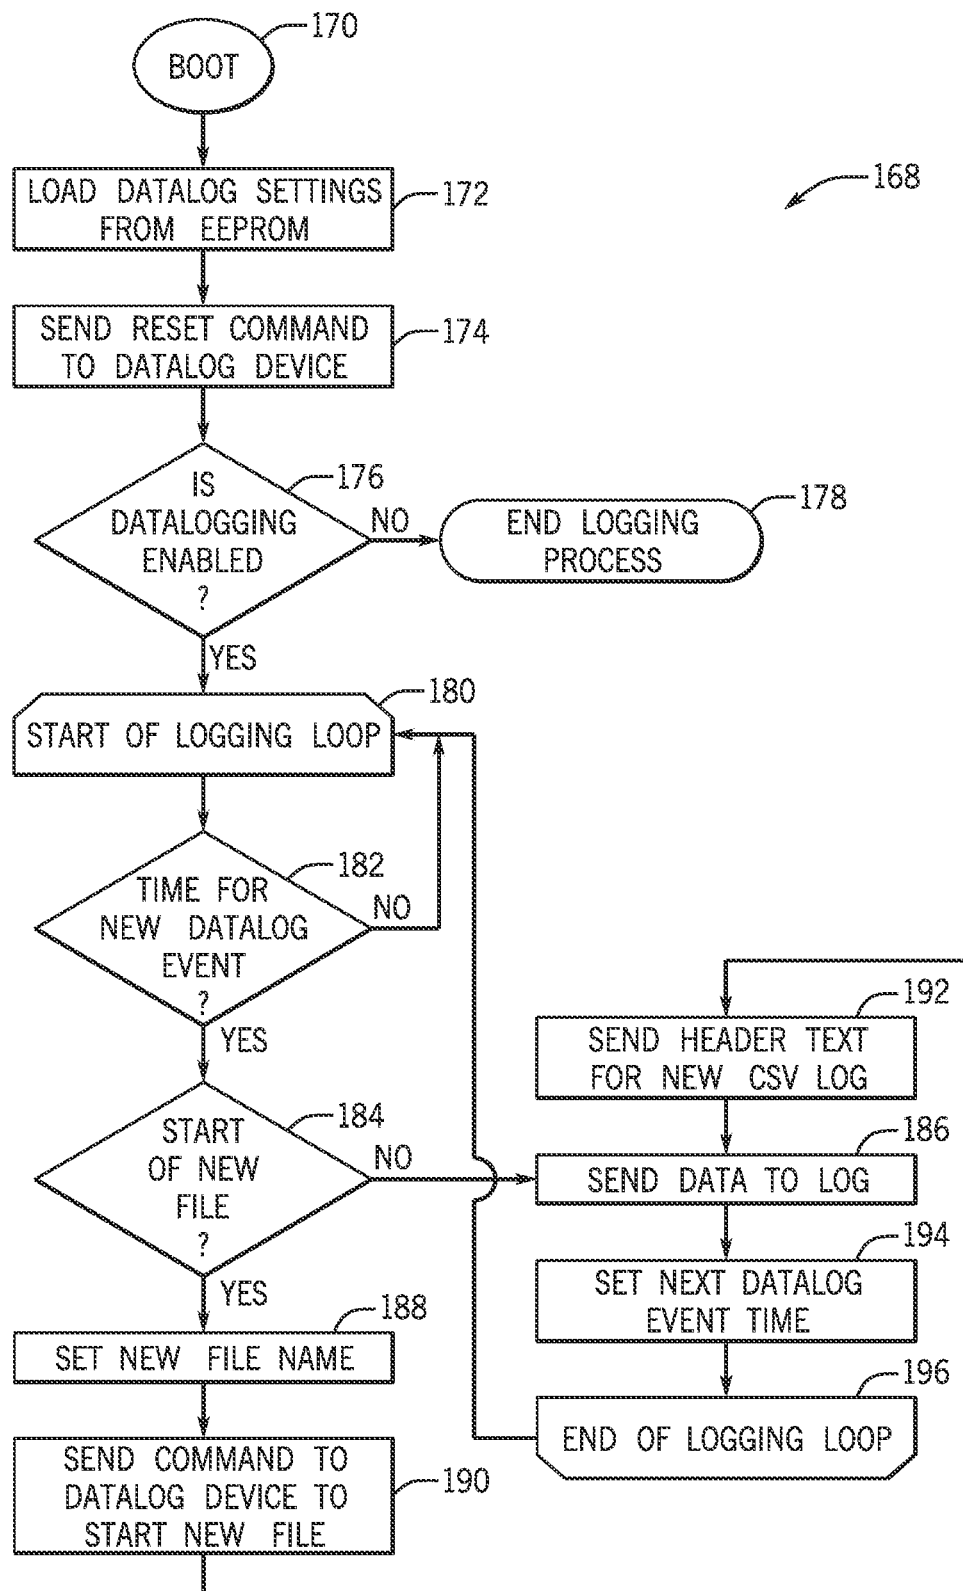 170
BOOT
LOAD DATALOG SETTINGS
FROM EEPROM
172
168
SEND RESET COMMAND
TO DATALOG DEVICE
174
IS
DATALOGGING
ENABLED
?
176
NO
YES
END LOGGING
PROCESS
178
START OF LOGGING LOOP
180
TIME FOR
NEW DATALOG
EVENT
?
182
NO
YES
START
OF NEW
FILE
?
184
NO
YES
SET NEW FILE NAME
188
SEND COMMAND TO
DATALOG DEVICE TO
START NEW FILE
190
SEND HEADER TEXT
FOR NEW CSV LOG
192
SEND DATA TO LOG
186
SET NEXT DATALOG
EVENT TIME
194
END OF LOGGING LOOP
196